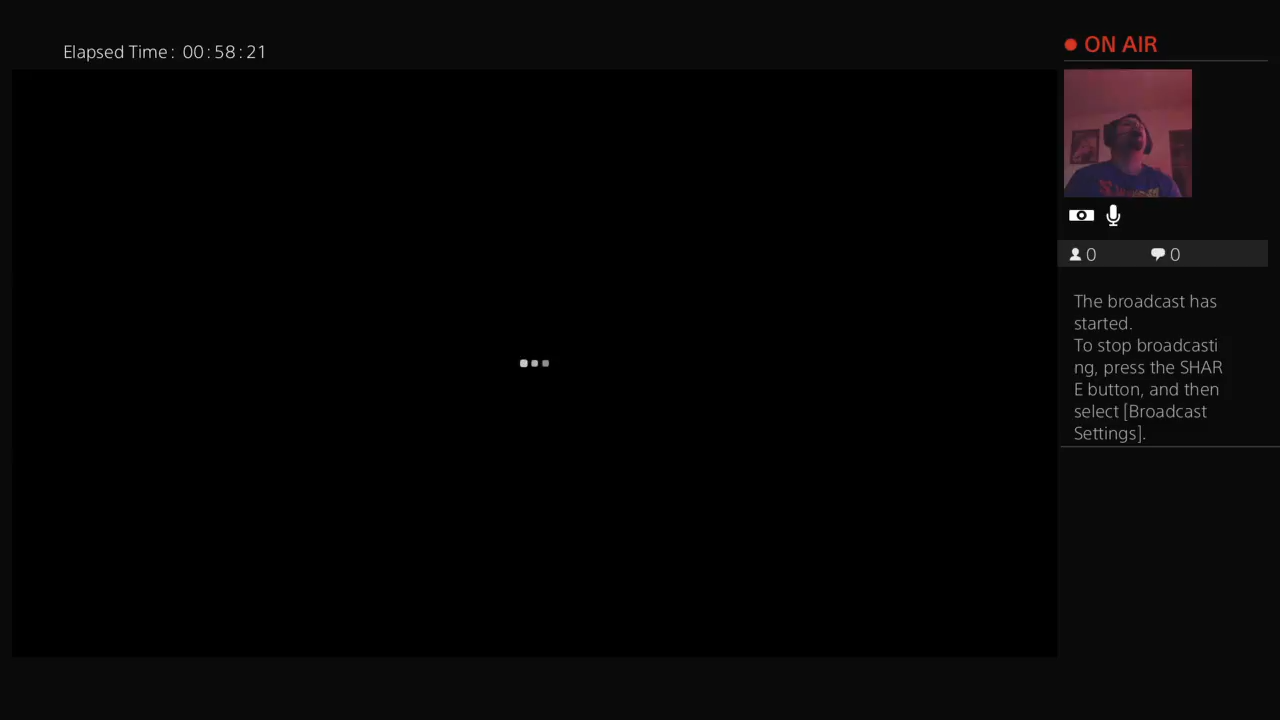 Elapsed Time: 00:58:21
ON AIR
0 0
The broadcast has
started.
To stop broadcasti
ng, press the SHAR
E button, and then
select [Broadcast
Settings].